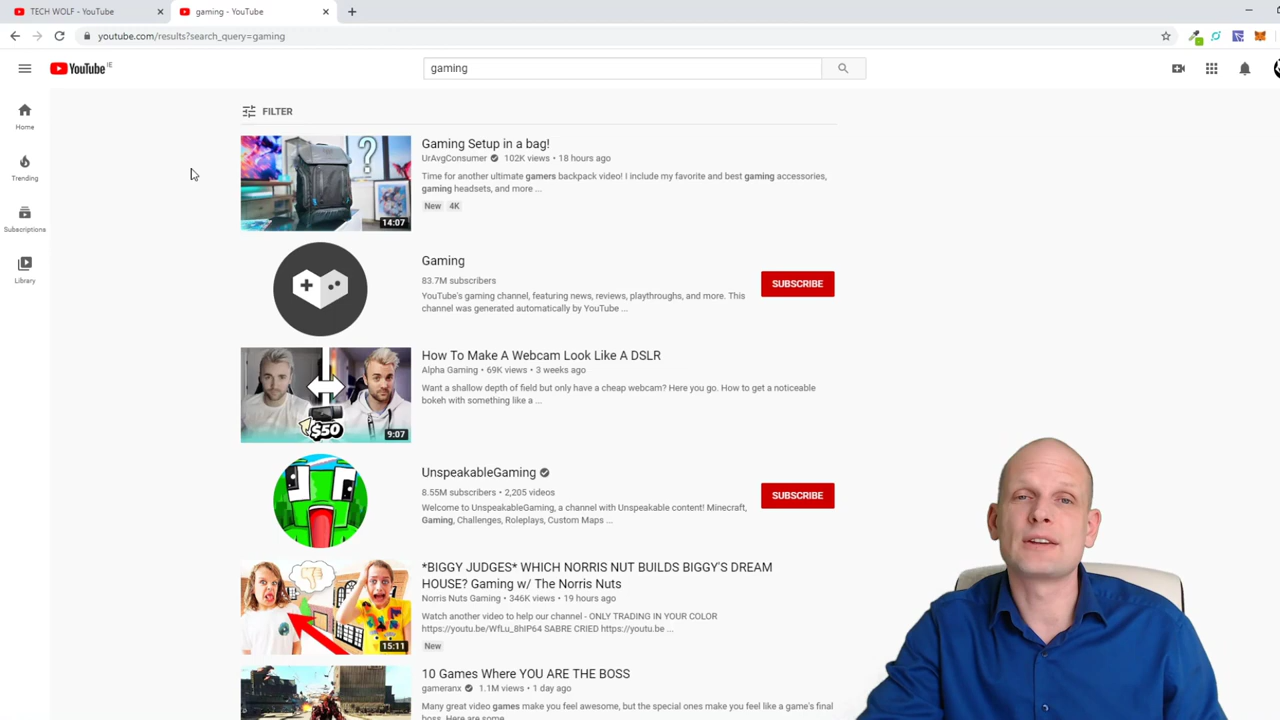 TECH WOLF - YouTube
gaming - YouTube
youtube.com/results?search_query=gaming
YouTube IE
gaming
FILTER
Home
Trending
Subscriptions
Library
14:07
Gaming Setup in a bag!
UrAvgConsumer 102K views • 18 hours ago
Time for another ultimate gamers backpack video! I include my favorite and best gaming accessories,
gaming headsets, and more ...
New 4K
Gaming
83.7M subscribers
YouTube's gaming channel, featuring news, reviews, playthroughs, and more. This
channel was generated automatically by YouTube ...
SUBSCRIBE
$50
9:07
How To Make A Webcam Look Like A DSLR
Alpha Gaming • 69K views • 3 weeks ago
Want a shallow depth of field but only have a cheap webcam? Here you go. How to get a noticeable
bokeh with something like a ...
UnspeakableGaming
8.55M subscribers • 2,205 videos
Welcome to UnspeakableGaming, a channel with Unspeakable content! Minecraft,
Gaming, Challenges, Roleplays, Custom Maps ...
SUBSCRIBE
15:11
*BIGGY JUDGES* WHICH NORRIS NUT BUILDS BIGGY'S DREAM
HOUSE? Gaming w/ The Norris Nuts
Norris Nuts Gaming • 346K views • 19 hours ago
Watch another video to help our channel - ONLY TRADING IN YOUR COLOR
https://youtu.be/WfLu_8hIP64 SABRE CRIED https://youtu.be ...
New
10 Games Where YOU ARE THE BOSS
gameranx 1.1M views • 1 day ago
Many great video games make you feel awesome, but the special ones make you feel like a game's final
boss. Here are some